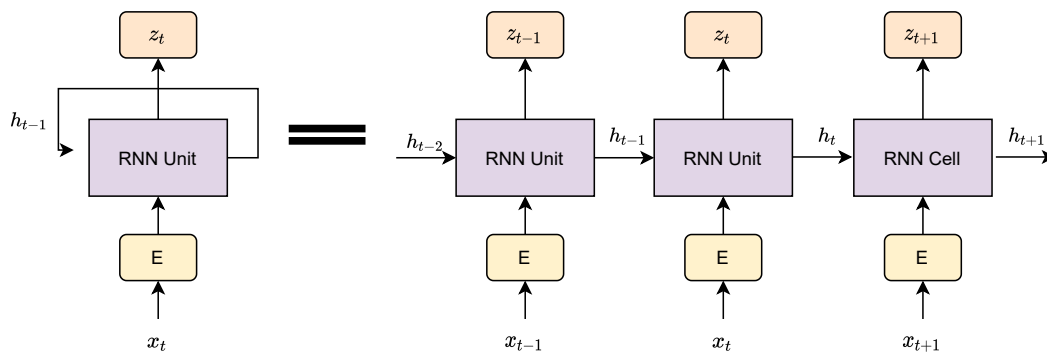 z_t z_{t-1} z_t z_{t+1}
h_{t-1} h_{t-2} h_{t-1} h_t h_{t+1}
RNN Unit RNN Unit RNN Unit RNN Cell
E E E E
x_t x_{t-1} x_t x_{t+1}